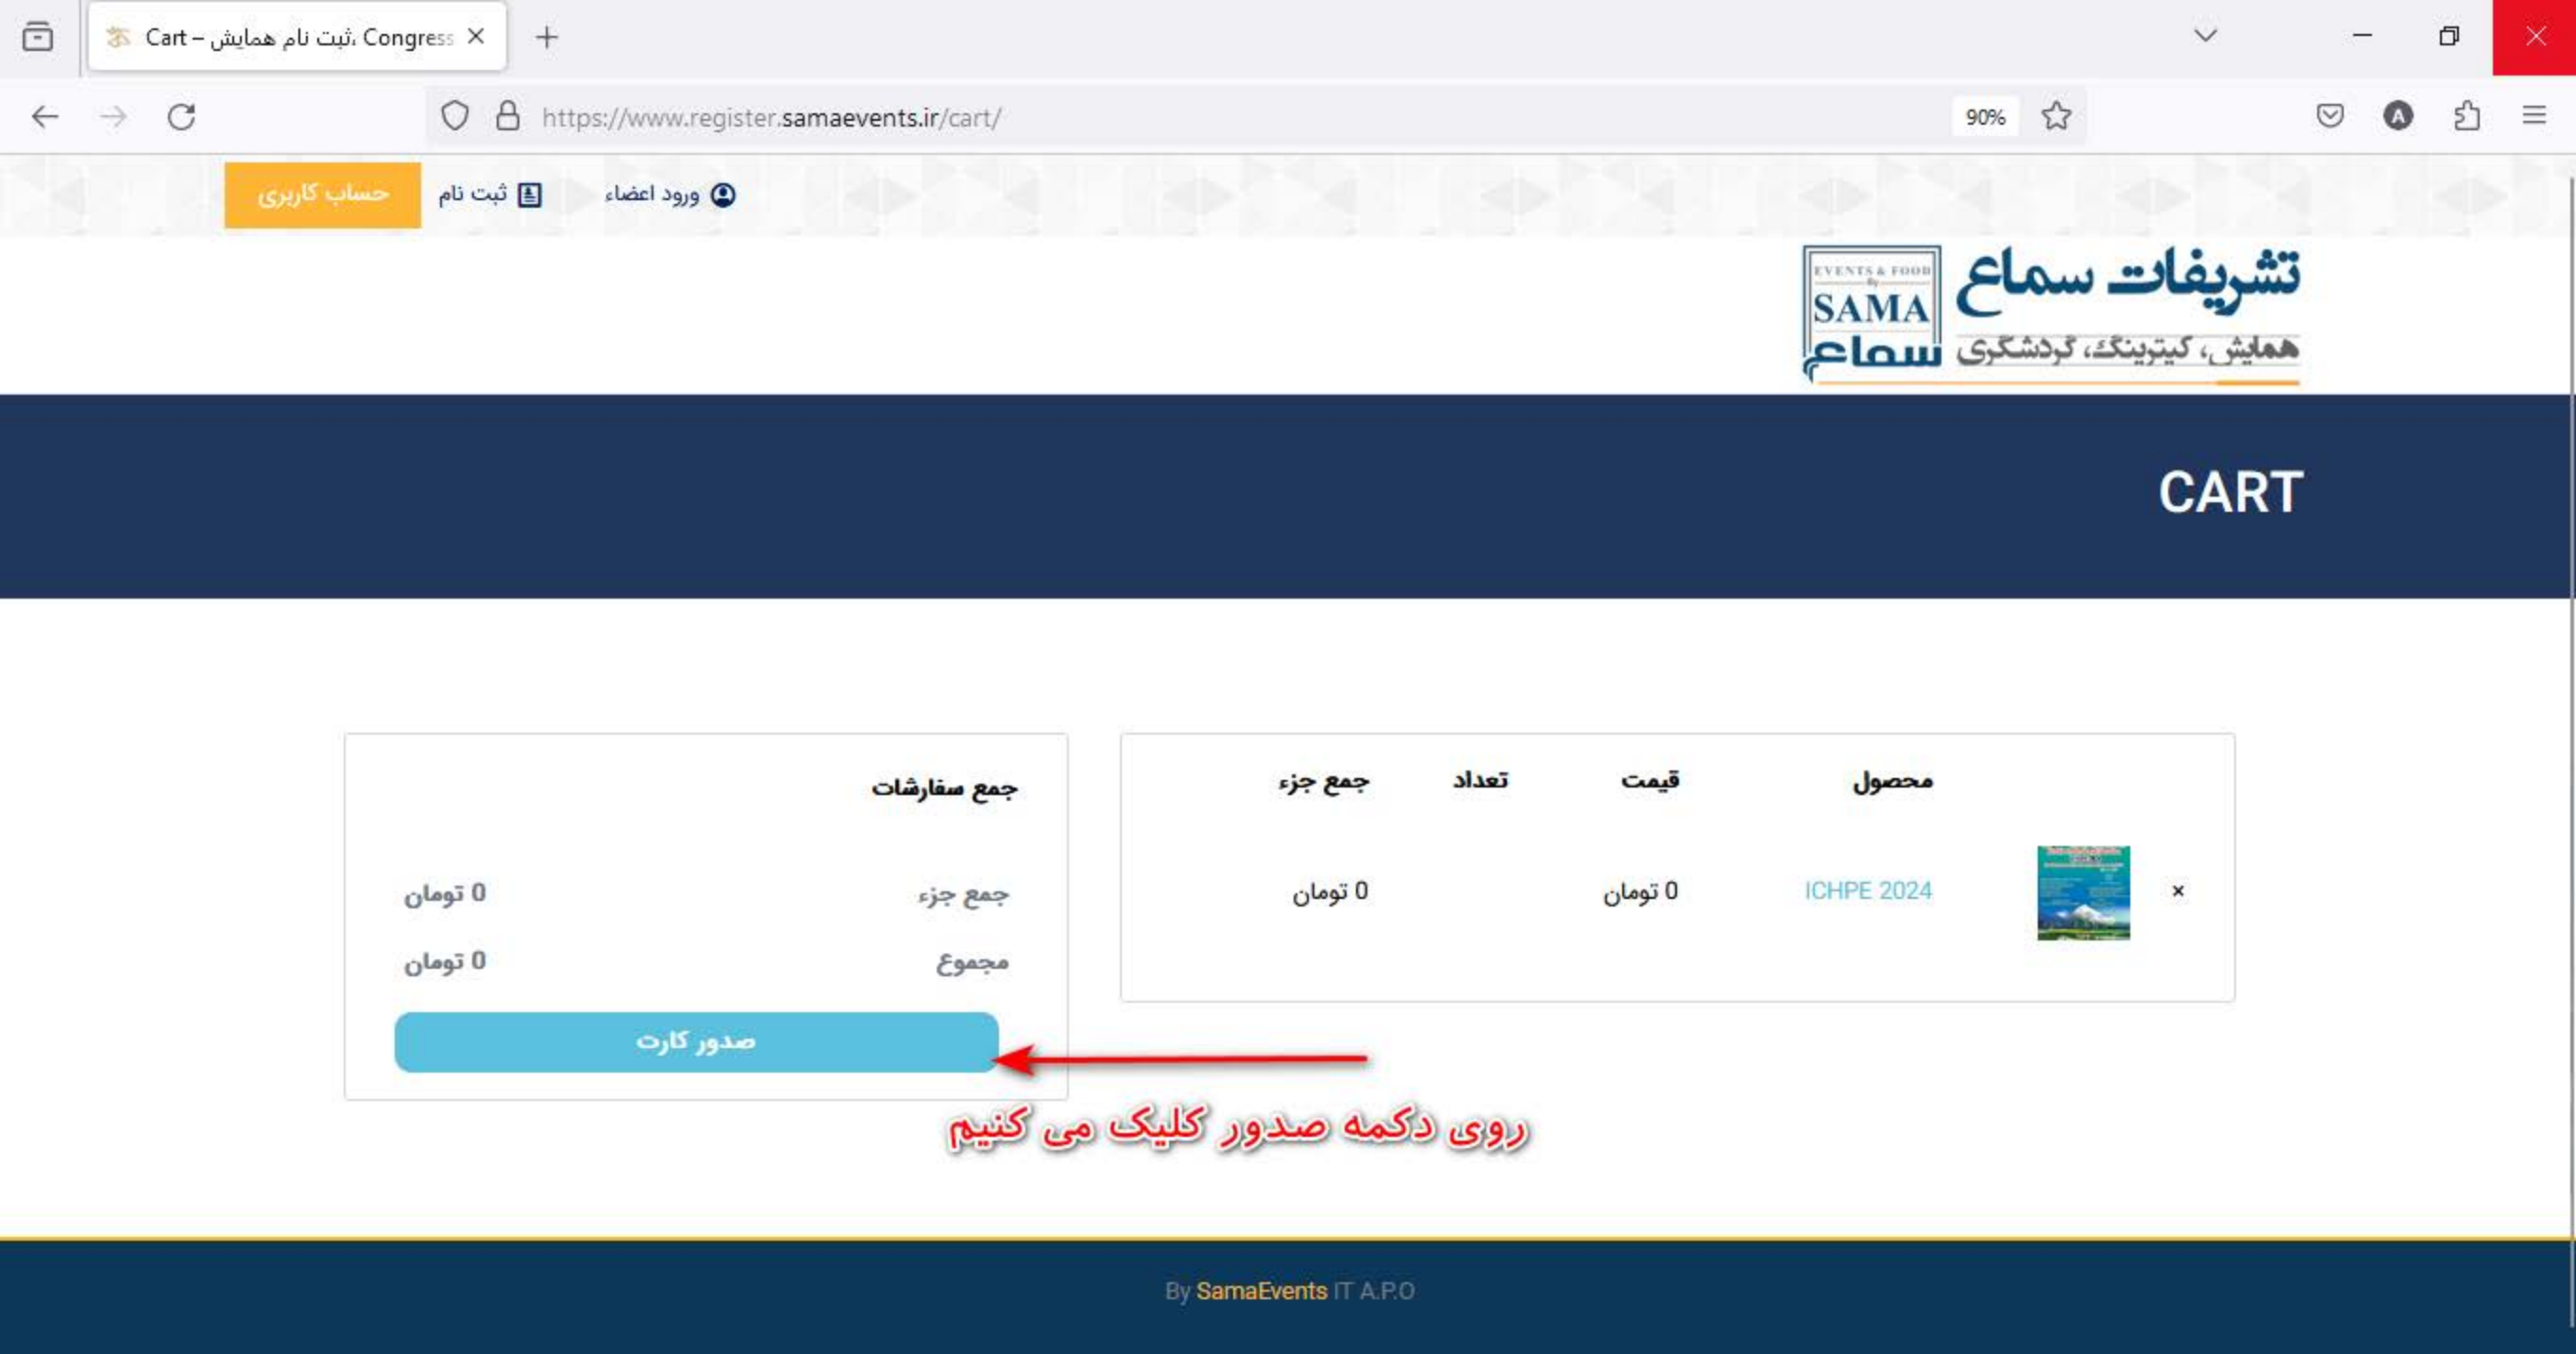 Cart – ثبت نام همایش، Congress
https://www.register.samaevents.ir/cart/
90%
ورود اعضاء
ثبت نام
حساب کاربری
تشریفات سماع
همایش، کیترینگ، گردشگری
EVENTS & FOOD
By
SAMA
سماع
CART
محصول قیمت تعداد جمع جزء
× ICHPE 2024 0 تومان 0 تومان
جمع سفارشات
جمع جزء 0 تومان
مجموع 0 تومان
صدور کارت
روی دکمه صدور کلیک می کنیم
By SamaEvents IT A.P.O